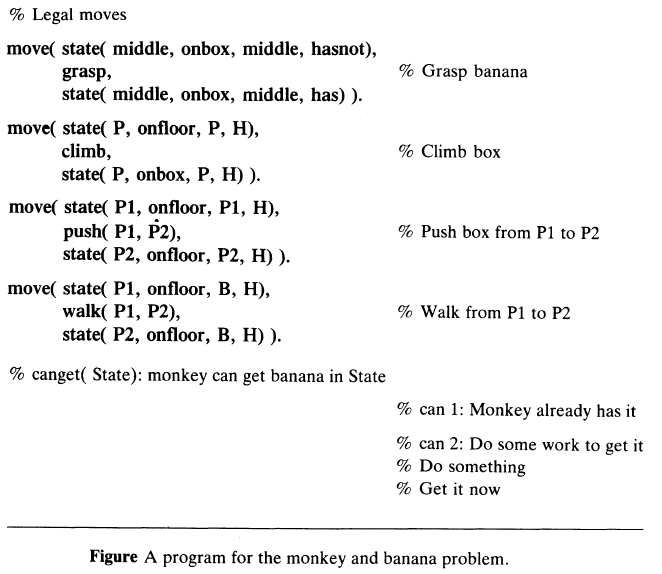 % Legal moves
move( state( middle, onbox, middle, hasnot),
grasp, % Grasp banana
state( middle, onbox, middle, has) ).
move( state( P, onfloor, P, H),
climb, % Climb box
state( P, onbox, P, H) ).
move( state( P1, onfloor, P1, H),
push( P1, P2), % Push box from P1 to P2
state( P2, onfloor, P2, H) ).
move( state( P1, onfloor, B, H),
walk( P1, P2), % Walk from P1 to P2
state( P2, onfloor, B, H) ).
% canget( State): monkey can get banana in State
% can 1: Monkey already has it
% can 2: Do some work to get it
% Do something
% Get it now
Figure A program for the monkey and banana problem.